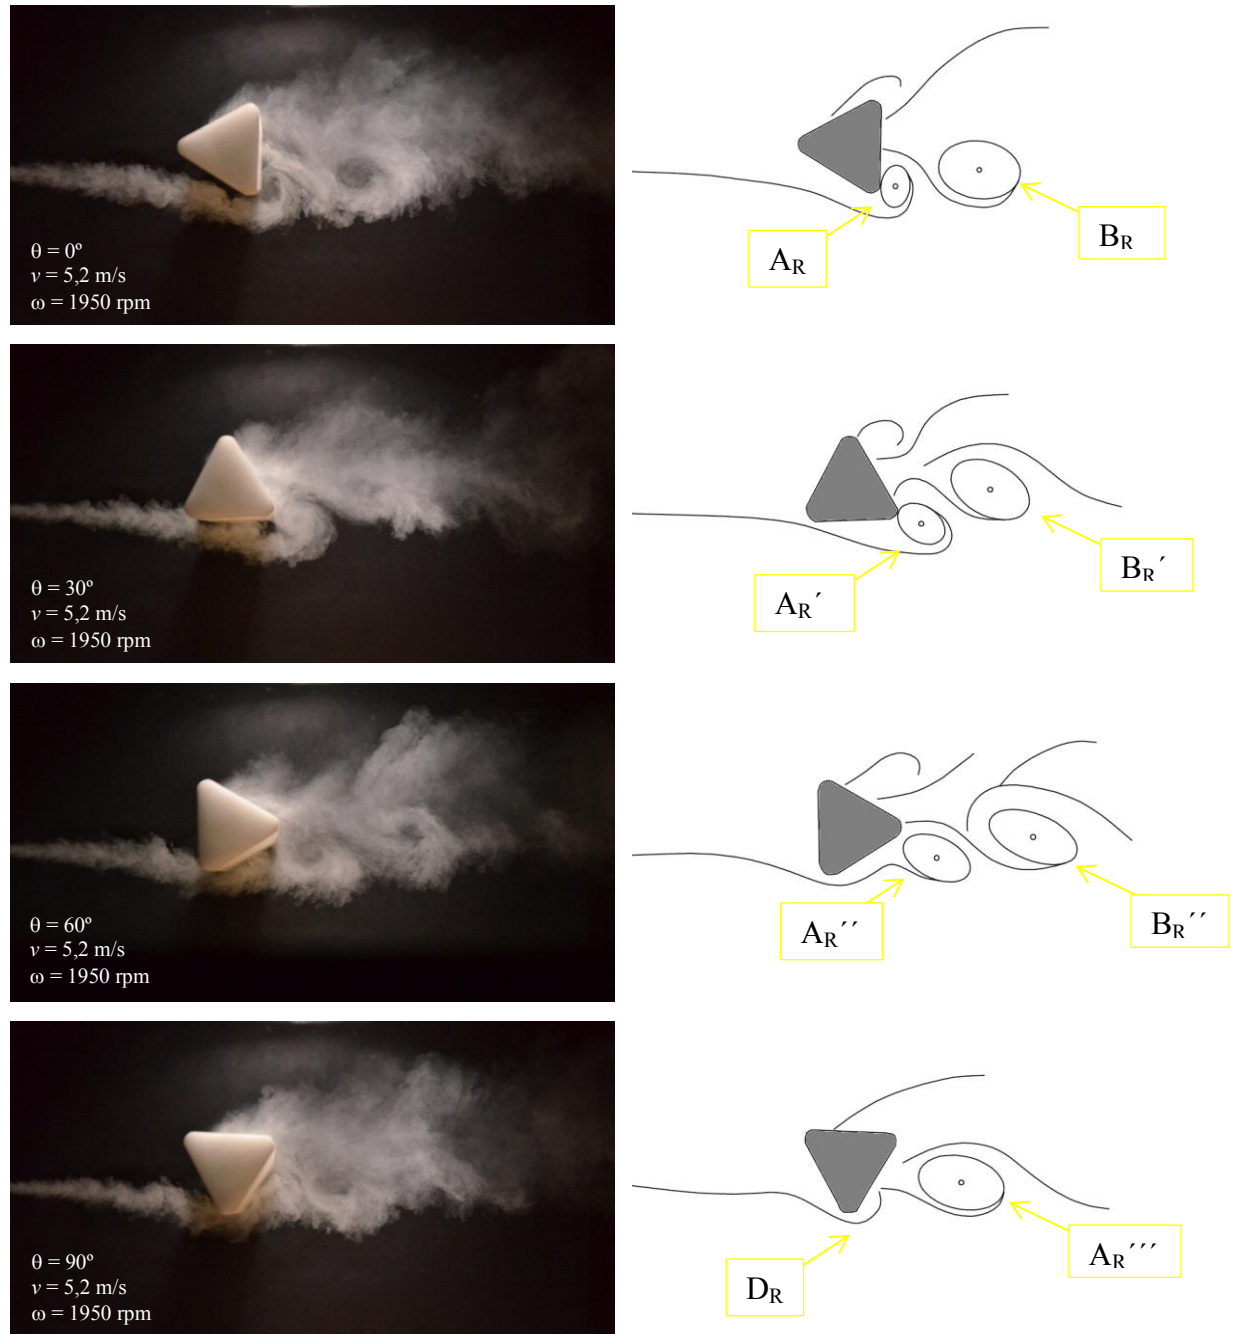 θ = 0º
v = 5,2 m/s
ω = 1950 rpm
A_R
B_R
θ = 30º
v = 5,2 m/s
ω = 1950 rpm
A_R´
B_R´
θ = 60º
v = 5,2 m/s
ω = 1950 rpm
A_R´´
B_R´´
θ = 90º
v = 5,2 m/s
ω = 1950 rpm
D_R
A_R´´´